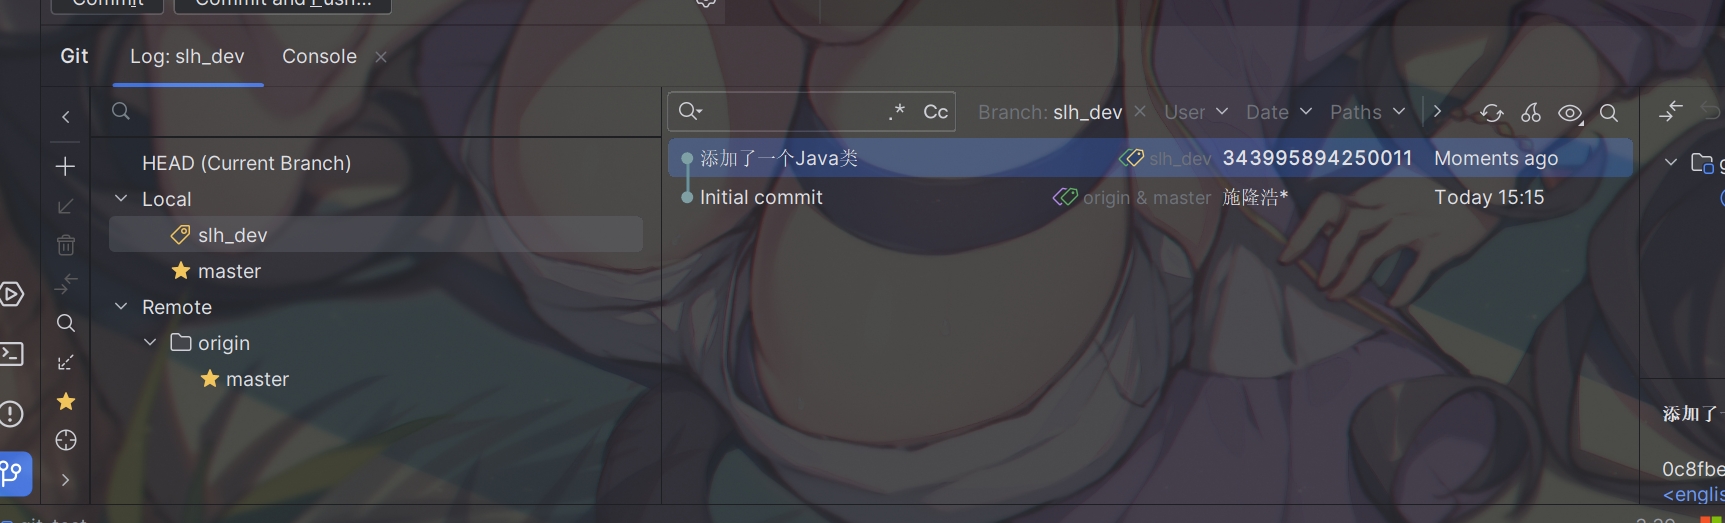 Commit Commit and Push...
Git Log: slh_dev Console
.* Cc Branch: slh_dev User Date Paths
HEAD (Current Branch)
Local
slh_dev
master
Remote
origin
master
添加了一个Java类 slh_dev 343995894250011 Moments ago
Initial commit origin & master 施隆浩* Today 15:15
添加了一
0c8fbe
<englis